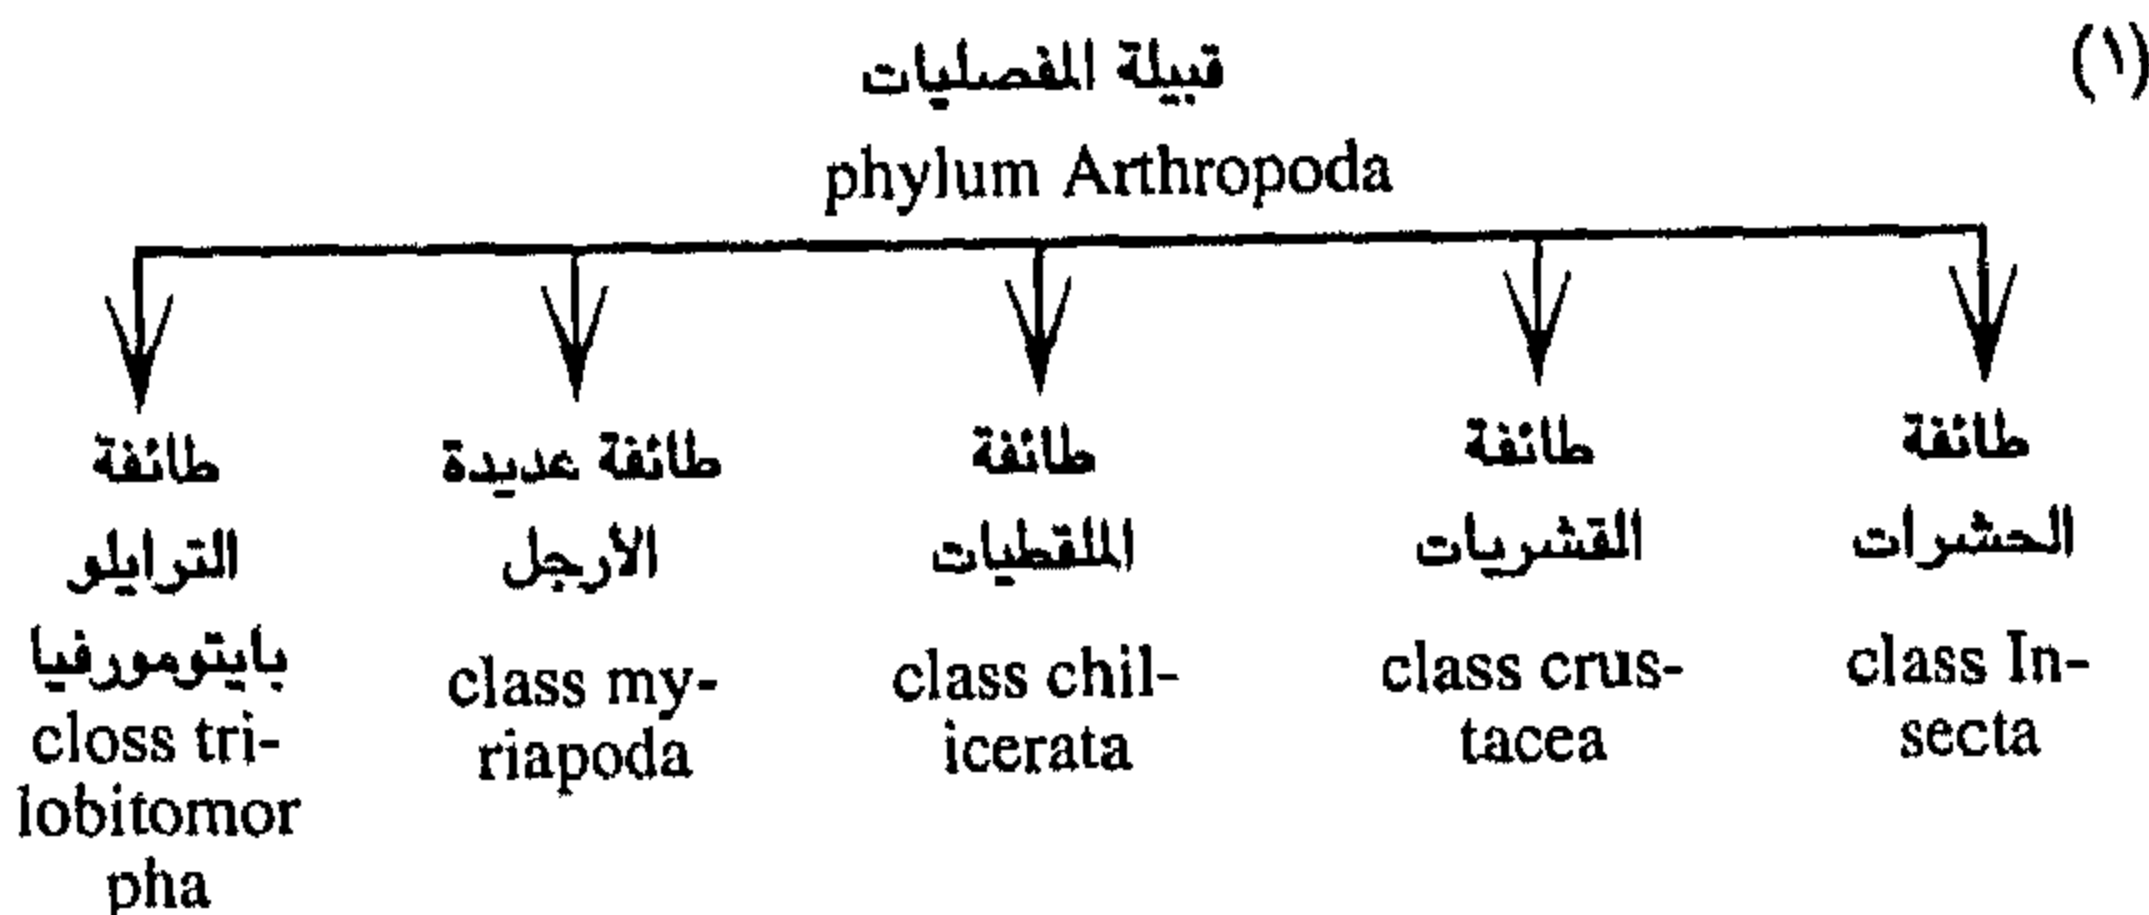 (١)
قبيلة المفصليات
phylum Arthropoda
طائفة
الحشرات
class In-
secta
طائفة
القشريات
class crus-
tacea
طائفة
الملقطيات
class chil-
icerata
طائفة عديدة
الأرجل
class my-
riapoda
طائفة
الترايلو
بايتومورفيا
closs tri-
lobitomor
pha